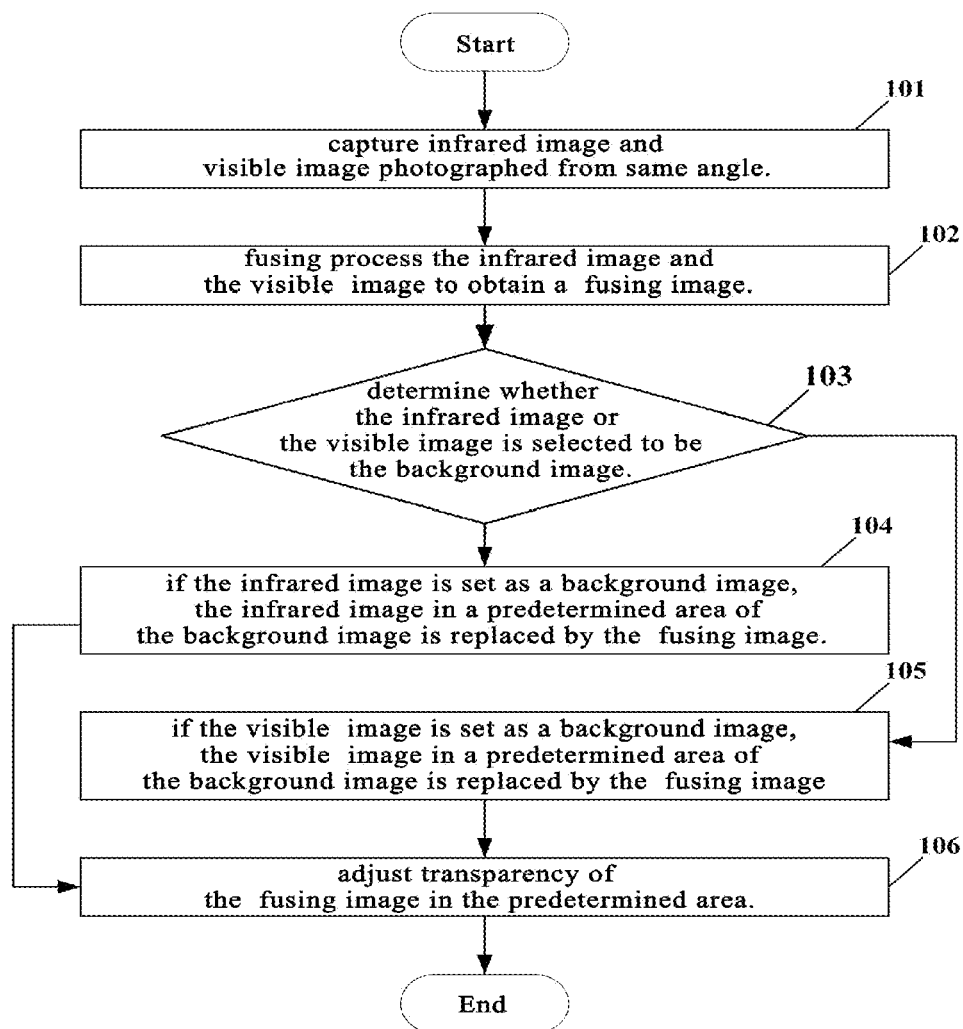 Start
101
capture infrared image and
visible image photographed from same angle.
102
fusing process the infrared image and
the visible image to obtain a fusing image.
103
determine whether
the infrared image or
the visible image is selected to be
the background image.
104
if the infrared image is set as a background image,
the infrared image in a predetermined area of
the background image is replaced by the fusing image.
105
if the visible image is set as a background image,
the visible image in a predetermined area of
the background image is replaced by the fusing image
106
adjust transparency of
the fusing image in the predetermined area.
End